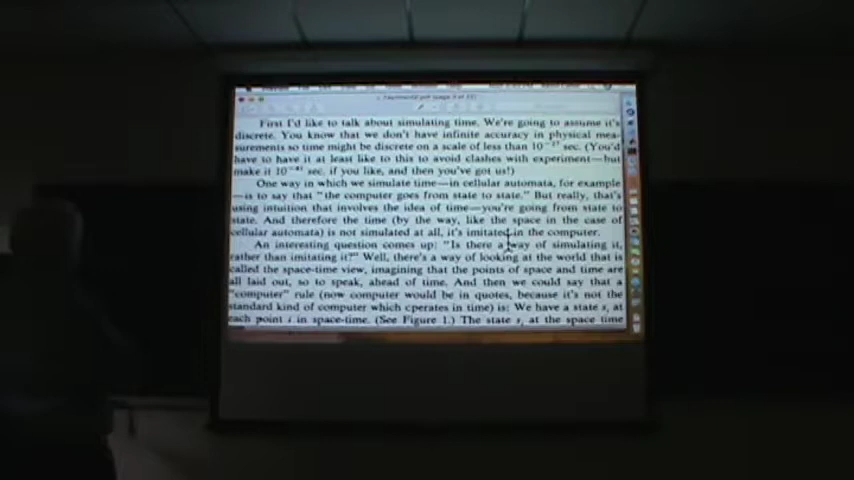 First I'd like to talk about simulating time. We're going to assume it's
discrete. You know that we don't have infinite accuracy in physical mea-
surements so time might be discrete on a scale of less than 10⁻²⁷ sec. (You'd
have to have it at least like to this to avoid clashes with experiment—but
make it 10⁻⁴¹ sec. if you like, and then you've got us!)
One way in which we simulate time—in cellular automata, for example
—is to say that "the computer goes from state to state." But really, that's
using intuition that involves the idea of time—you're going from state to
state. And therefore the time (by the way, like the space in the case of
cellular automata) is not simulated at all, it's imitated in the computer.
An interesting question comes up: "Is there a way of simulating it,
rather than imitating it?" Well, there's a way of looking at the world that is
called the space-time view, imagining that the points of space and time are
all laid out, so to speak, ahead of time. And then we could say that a
"computer" rule (now computer would be in quotes, because it's not the
standard kind of computer which operates in time) is: We have a state s, at
each point i in space-time. (See Figure 1.) The state s, at the space time